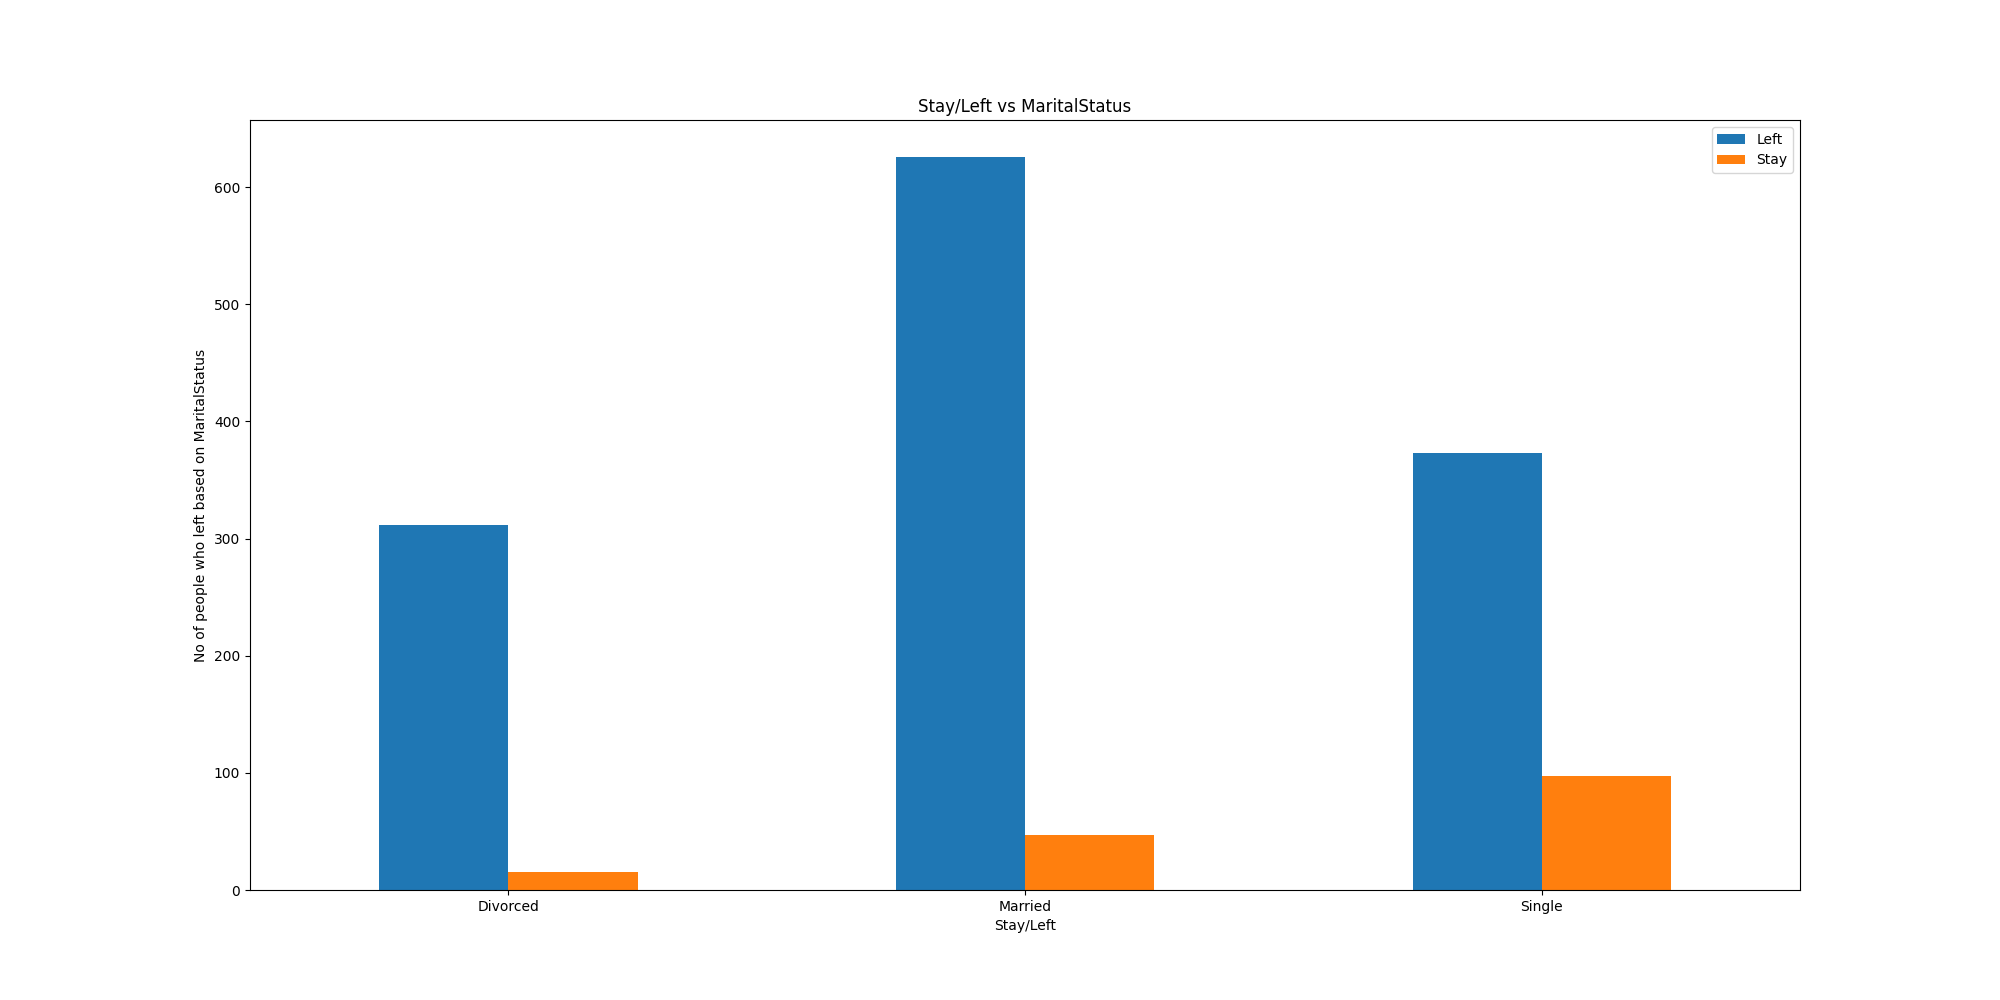 Stay/Left vs MaritalStatus
Left
Stay
No of people who left based on MaritalStatus
600
500
400
300
200
100
0
Divorced Married Single
Stay/Left